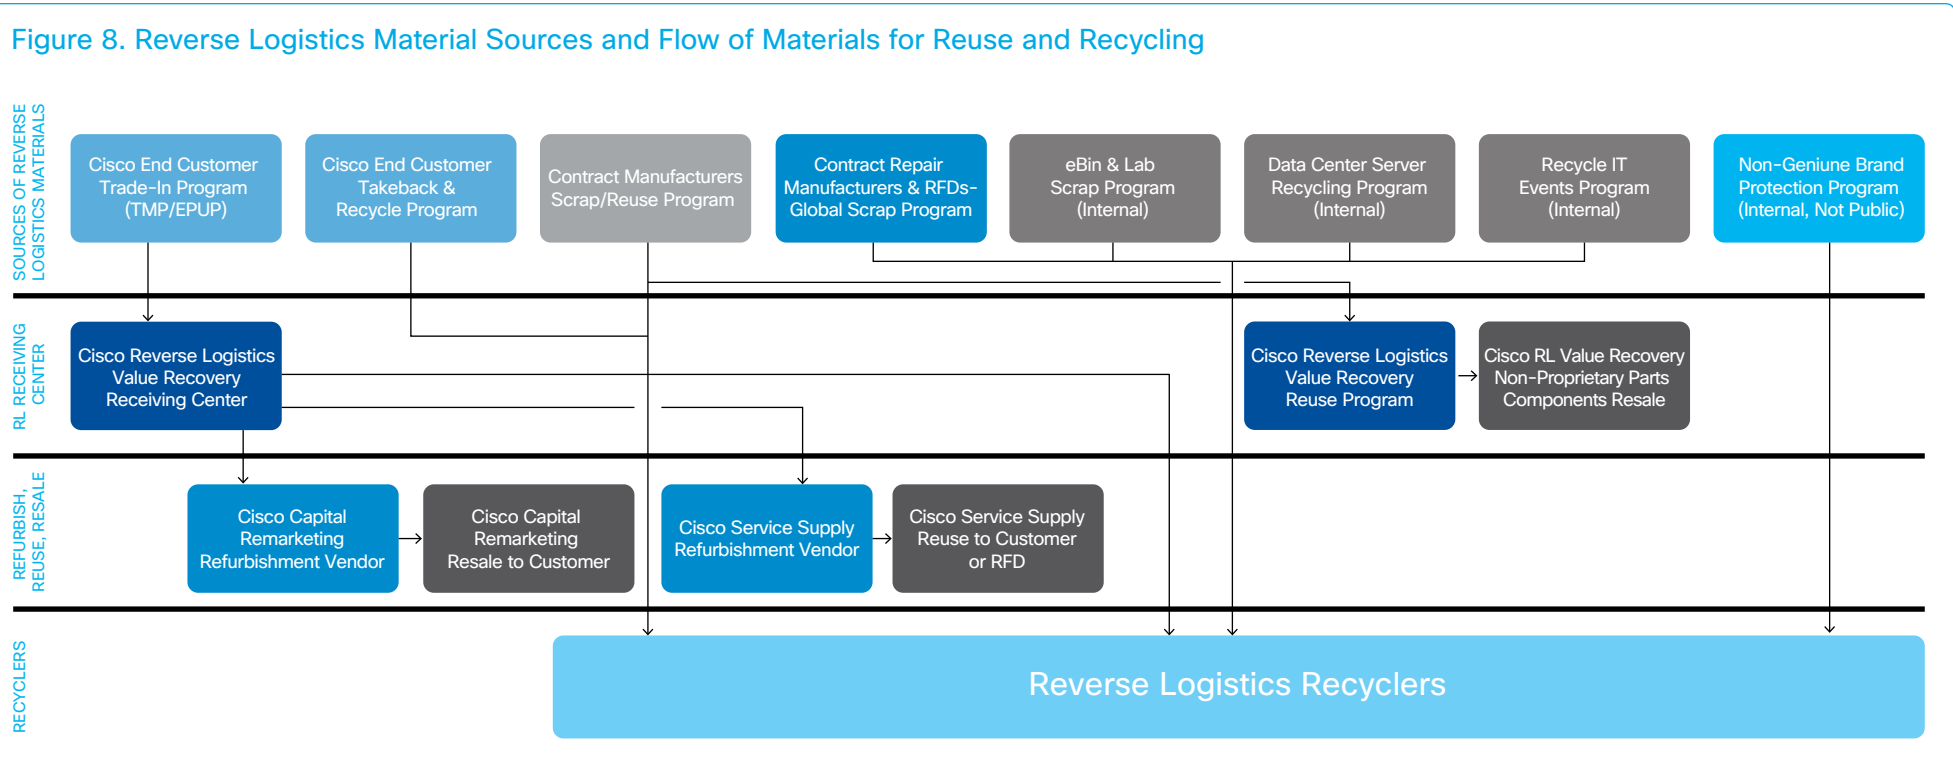 Figure 8. Reverse Logistics Material Sources and Flow of Materials for Reuse and Recycling
SOURCES OF REVERSE
LOGISTICS MATERIALS
Cisco End Customer
Trade-In Program
(TMP/EPUP)
Cisco End Customer
Takeback &
Recycle Program
Contract Manufacturers
Scrap/Reuse Program
Contract Repair
Manufacturers & RFDs-
Global Scrap Program
eBin & Lab
Scrap Program
(Internal)
Data Center Server
Recycling Program
(Internal)
Recycle IT
Events Program
(Internal)
Non-Geniune Brand
Protection Program
(Internal, Not Public)
RL RECEIVING
CENTER
Cisco Reverse Logistics
Value Recovery
Receiving Center
Cisco Reverse Logistics
Value Recovery
Reuse Program
Cisco RL Value Recovery
Non-Proprietary Parts
Components Resale
REFURBISH,
REUSE, RESALE
Cisco Capital
Remarketing
Refurbishment Vendor
Cisco Capital
Remarketing
Resale to Customer
Cisco Service Supply
Refurbishment Vendor
Cisco Service Supply
Reuse to Customer
or RFD
RECYCLERS
Reverse Logistics Recyclers